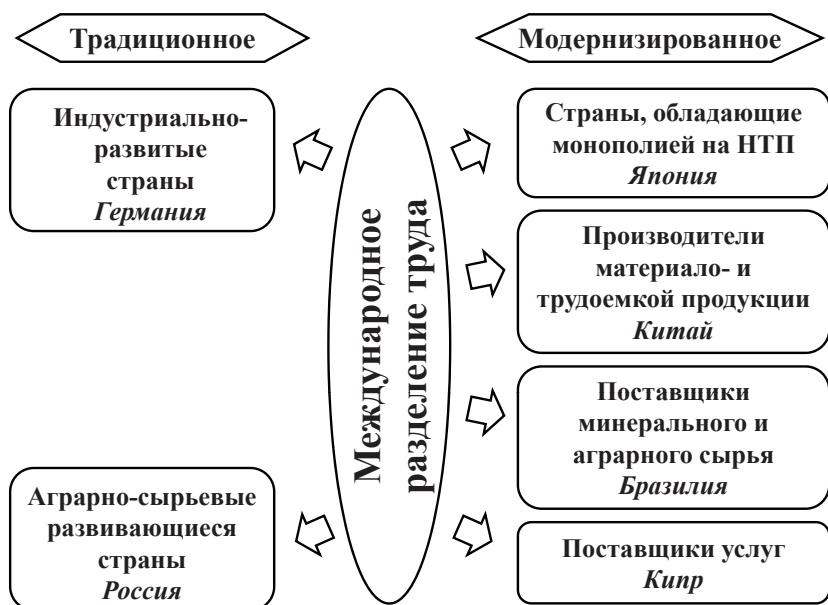 Традиционное
Модернизированное
Индустриально-
развитые
страны
Германия
Аграрно-сырьевые
развивающиеся
страны
Россия
Международное
разделение труда
Страны, обладающие
монополией на НТП
Япония
Производители
материало- и
трудоемкой продукции
Китай
Поставщики
минерального и
аграрного сырья
Бразилия
Поставщики услуг
Кипр